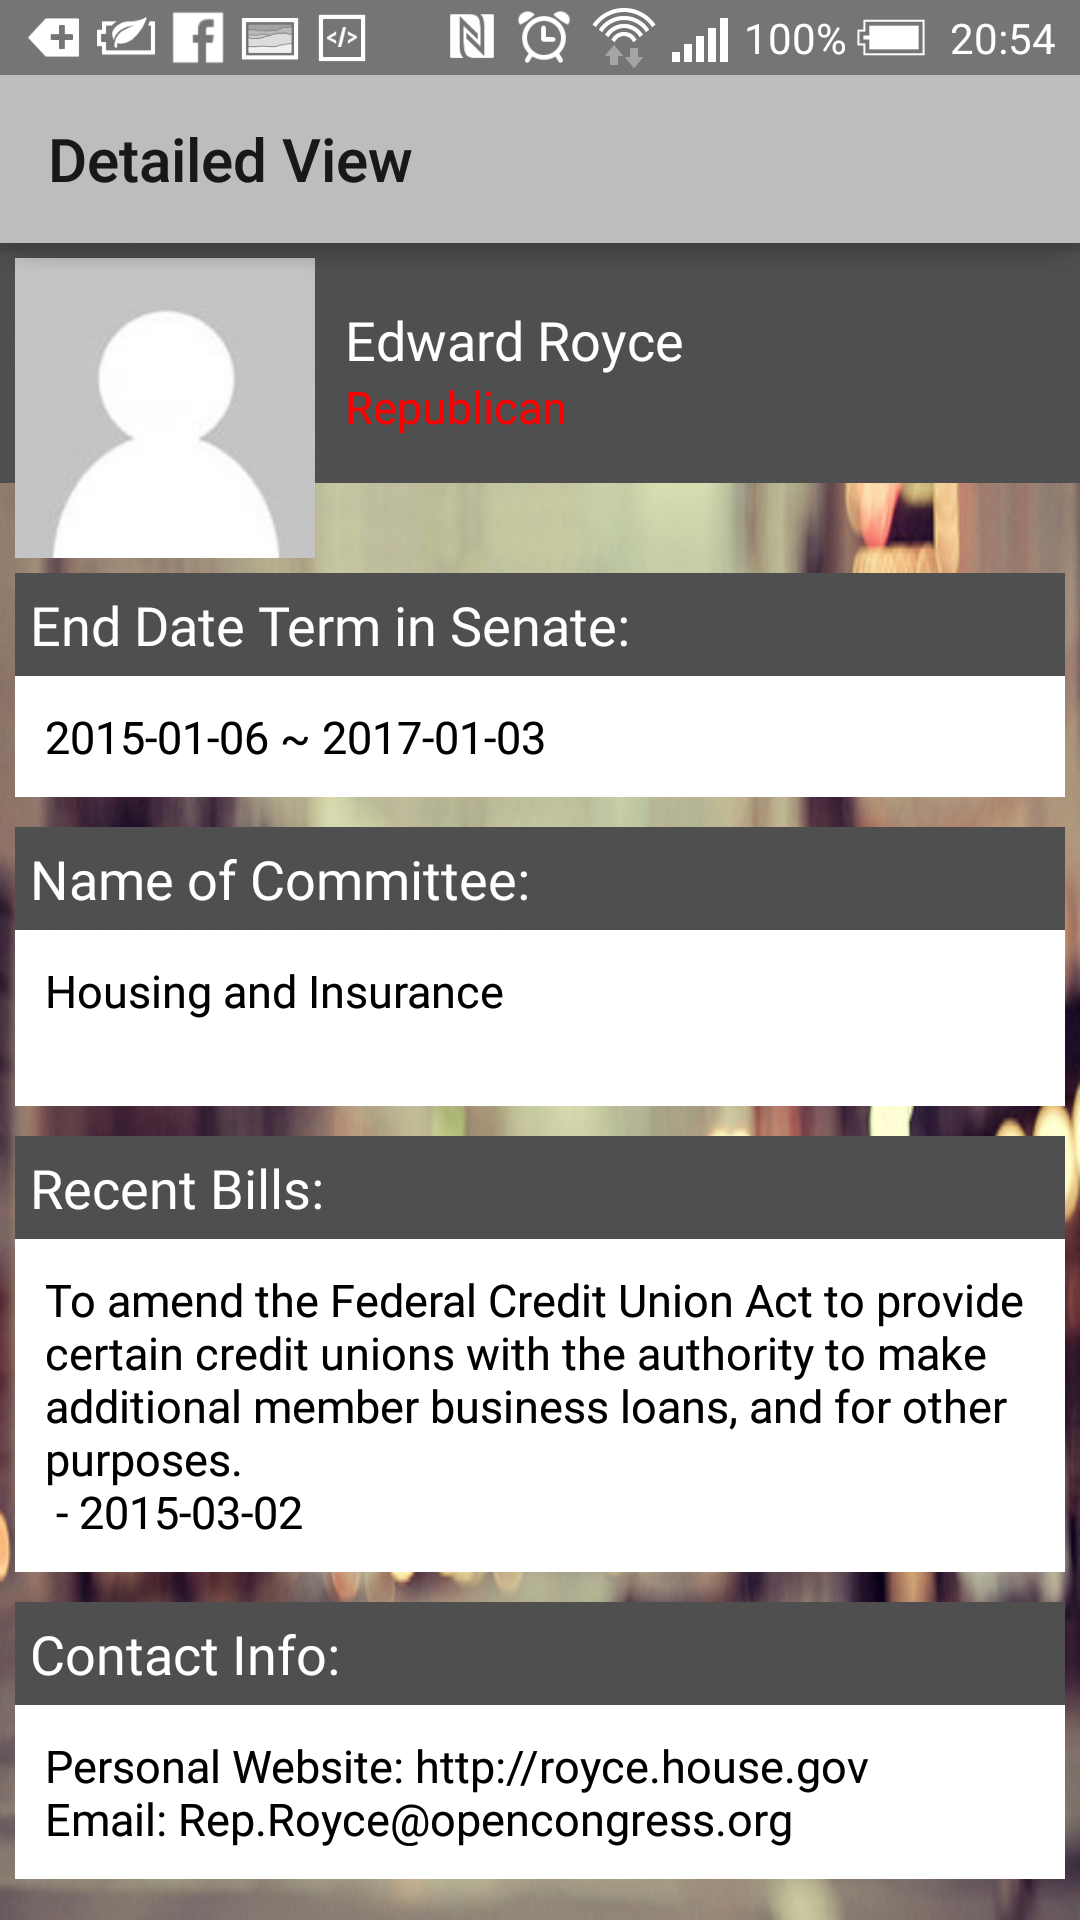 100% 20:54
Detailed View
Edward Royce
Republican
End Date Term in Senate:
2015-01-06 ~ 2017-01-03
Name of Committee:
Housing and Insurance
Recent Bills:
To amend the Federal Credit Union Act to provide
certain credit unions with the authority to make
additional member business loans, and for other
purposes.
- 2015-03-02
Contact Info:
Personal Website: http://royce.house.gov
Email: Rep.Royce@opencongress.org